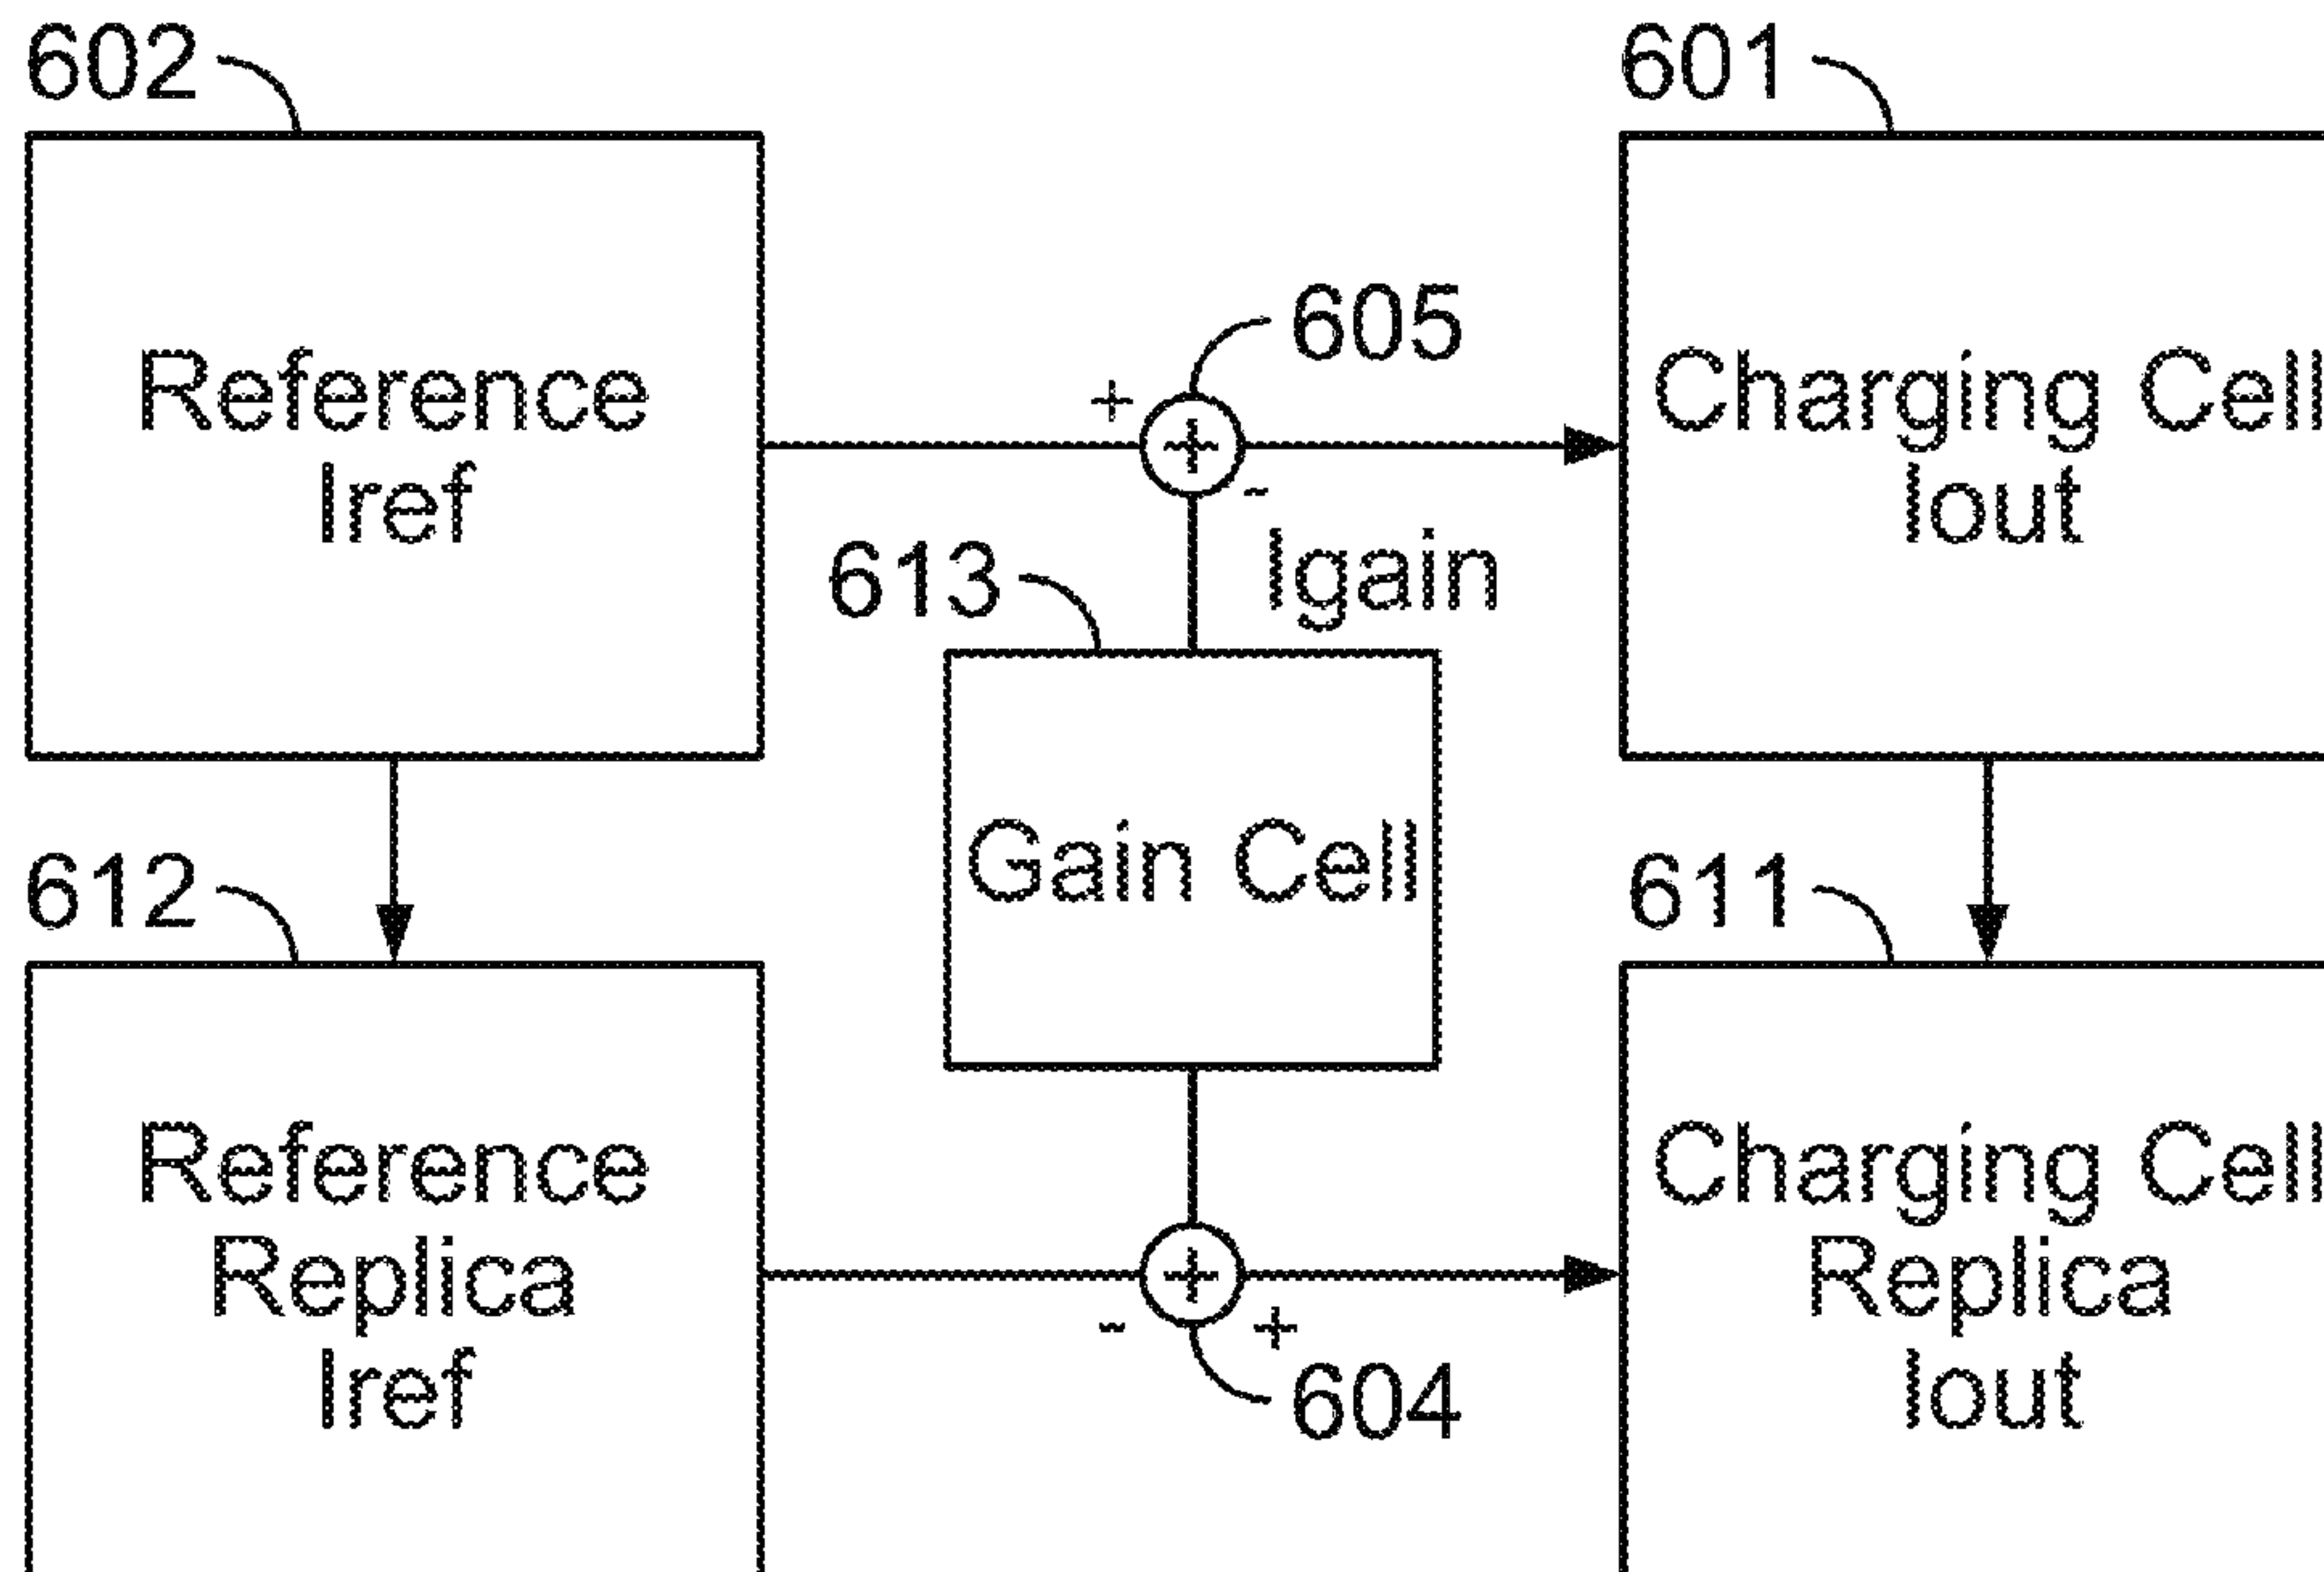 602
601
605
+
+
-
Reference
Iref
Charging Cell
Iout
Igain
613
Gain Cell
612
611
Reference
Replica
Iref
+
-
+
604
Charging Cell
Replica
Iout